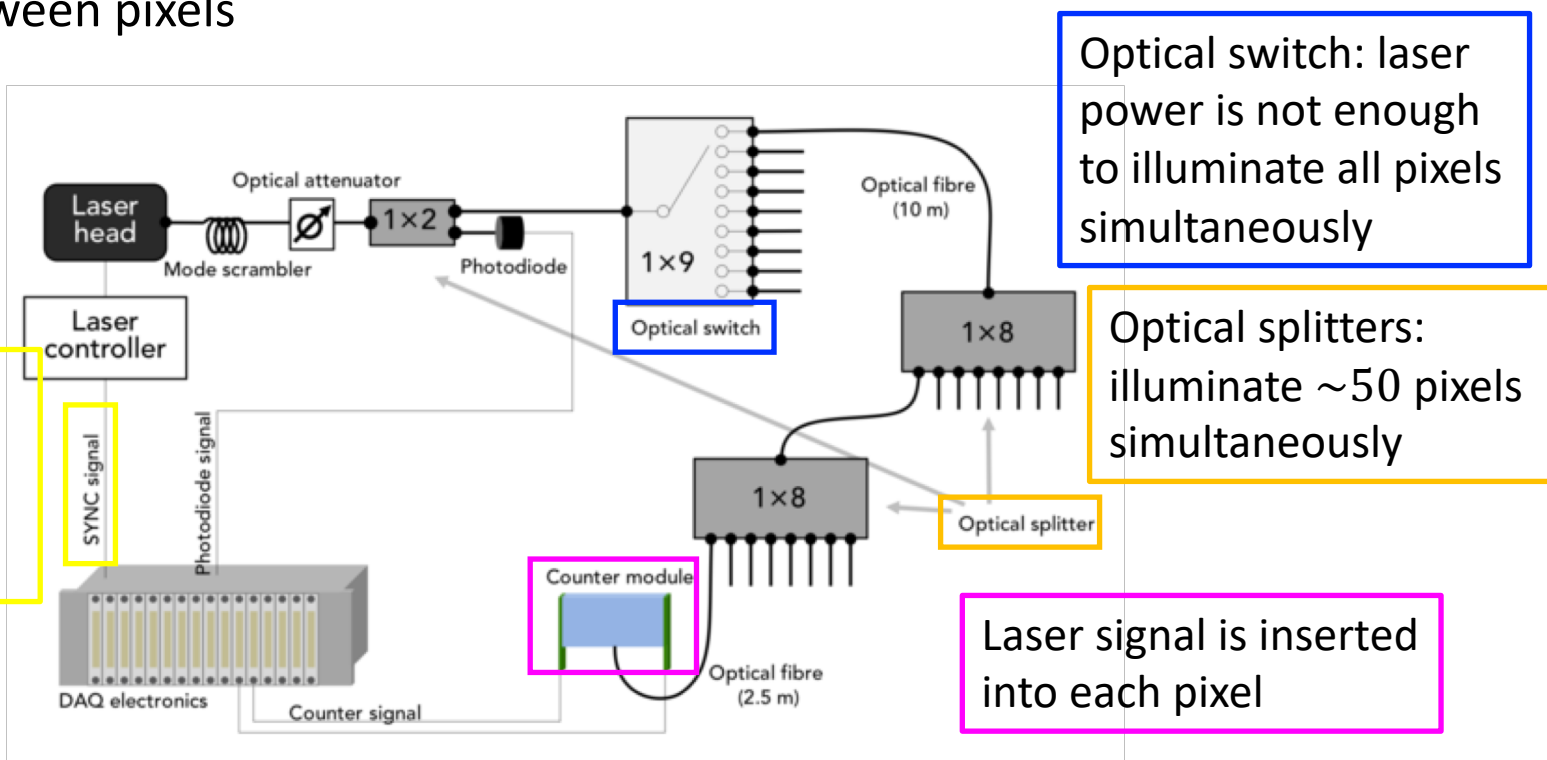 ween pixels
Optical switch: laser
power is not enough
to illuminate all pixels
simultaneously
Optical attenuator
Laser
head
1×2
Mode scrambler
Photodiode
1×9
Optical switch
Optical fibre
(10 m)
Laser
controller
1×8
Optical splitters:
illuminate ~50 pixels
simultaneously
SYNC signal
Photodiode signal
1×8
Optical splitter
Counter module
Laser signal is inserted
into each pixel
Optical fibre
(2.5 m)
DAQ electronics
Counter signal